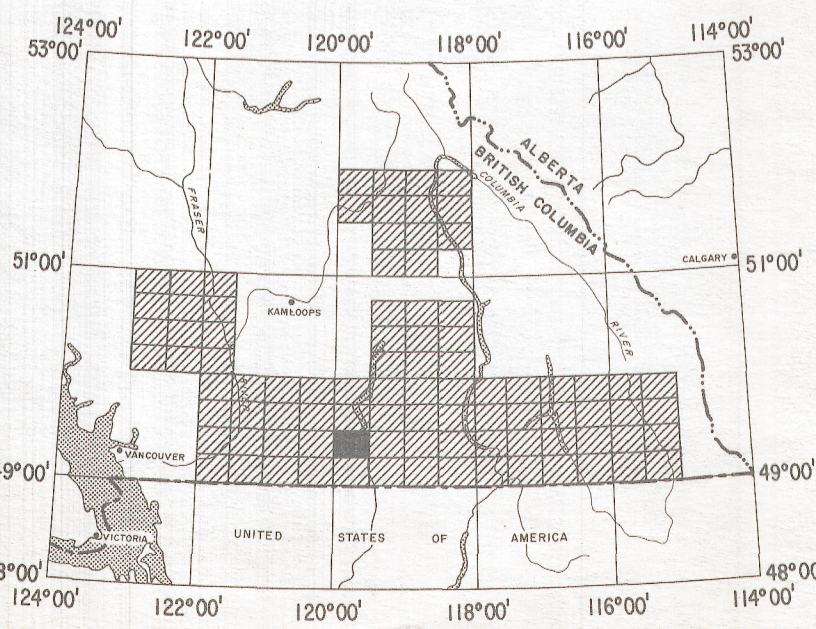 124°00' 122°00' 120°00' 118°00' 116°00' 114°00'
53°00' 53°00'
ALBERTA
BRITISH COLUMBIA
COLUMBIA
FRASER
51°00' CALGARY 51°00'
KAMLOOPS
RIVER
RIVER
VANCOUVER
9°00' 49°00'
VICTORIA UNITED STATES OF AMERICA
8°00' 48°00'
124°00' 122°00' 120°00' 118°00' 116°00' 114°00'